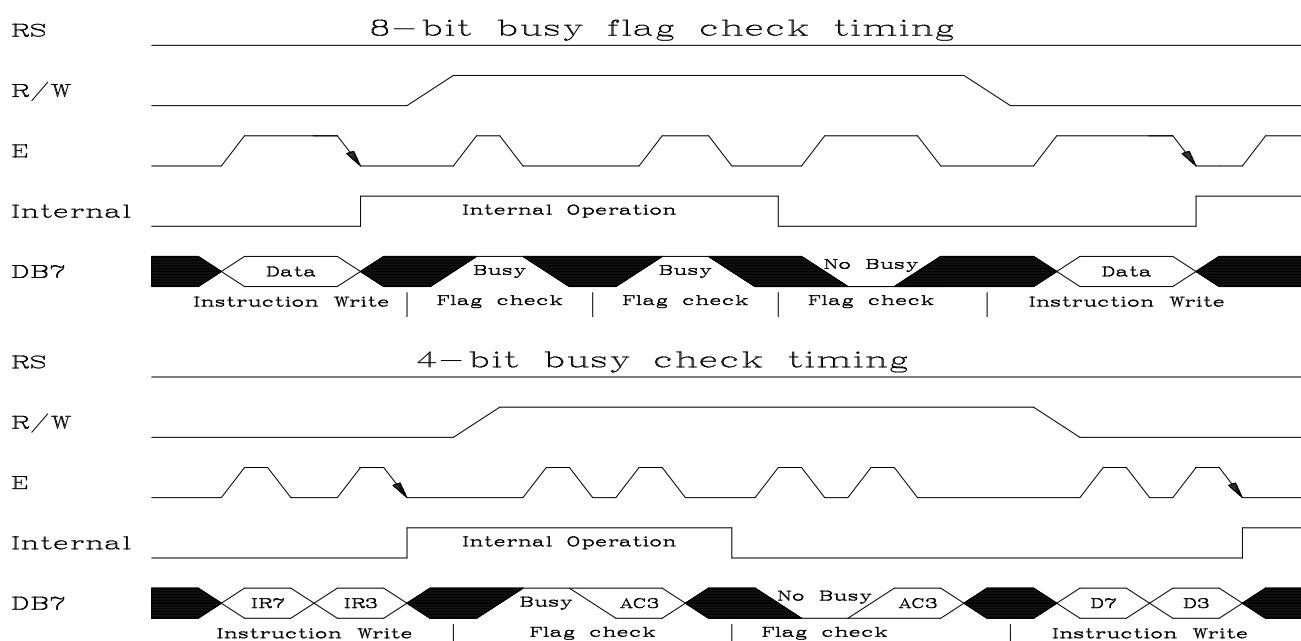 RS 8-bit busy flag check timing
R/W
E
Internal Internal Operation
DB7 Data Busy Busy No Busy Data
Instruction Write Flag check Flag check Flag check Instruction Write
RS 4-bit busy check timing
R/W
E
Internal Internal Operation
DB7 IR7 IR3 Busy AC3 No Busy AC3 D7 D3
Instruction Write Flag check Flag check Instruction Write